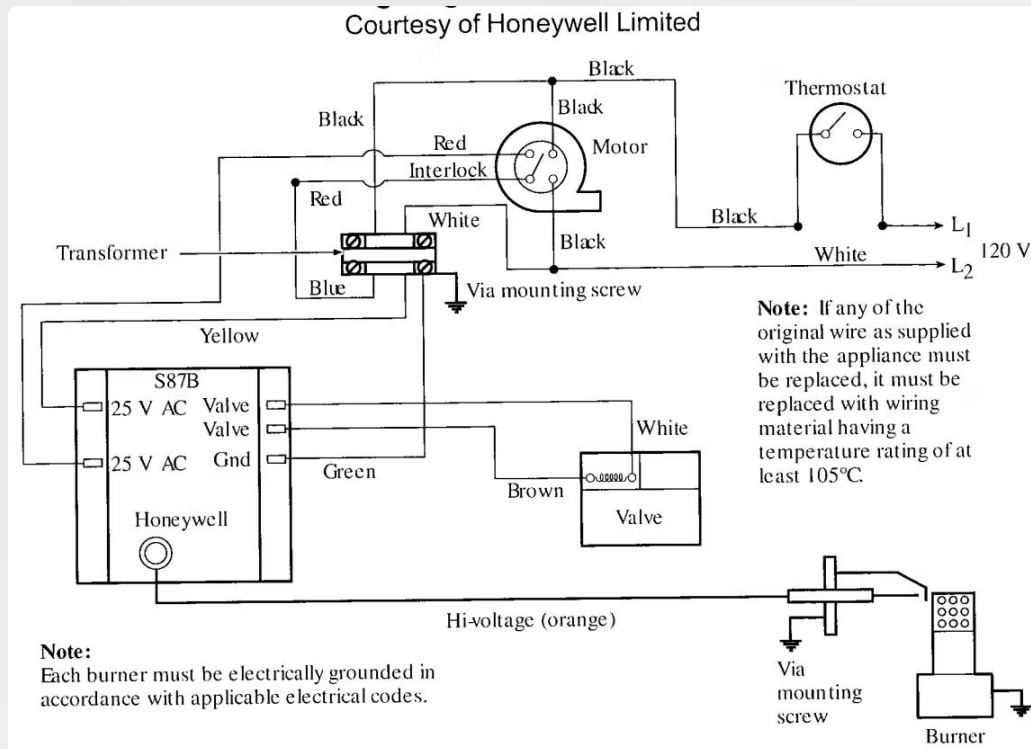 Courtesy of Honeywell Limited
Black
Thermostat
Black
Black
Red
Motor
Interlock
Red
White
Black
L1
Transformer
Black
White
120 V
L2
Blue
Via mounting screw
Yellow
Note: If any of the
original wire as supplied
with the appliance must
be replaced, it must be
replaced with wiring
material having a
temperature rating of at
least 105°C.
S87B
25 V AC Valve
Valve
25 V AC Gnd
White
Green
Brown
Honeywell
Valve
Hi-voltage (orange)
Note:
Each burner must be electrically grounded in
accordance with applicable electrical codes.
Via
mounting
screw
Burner